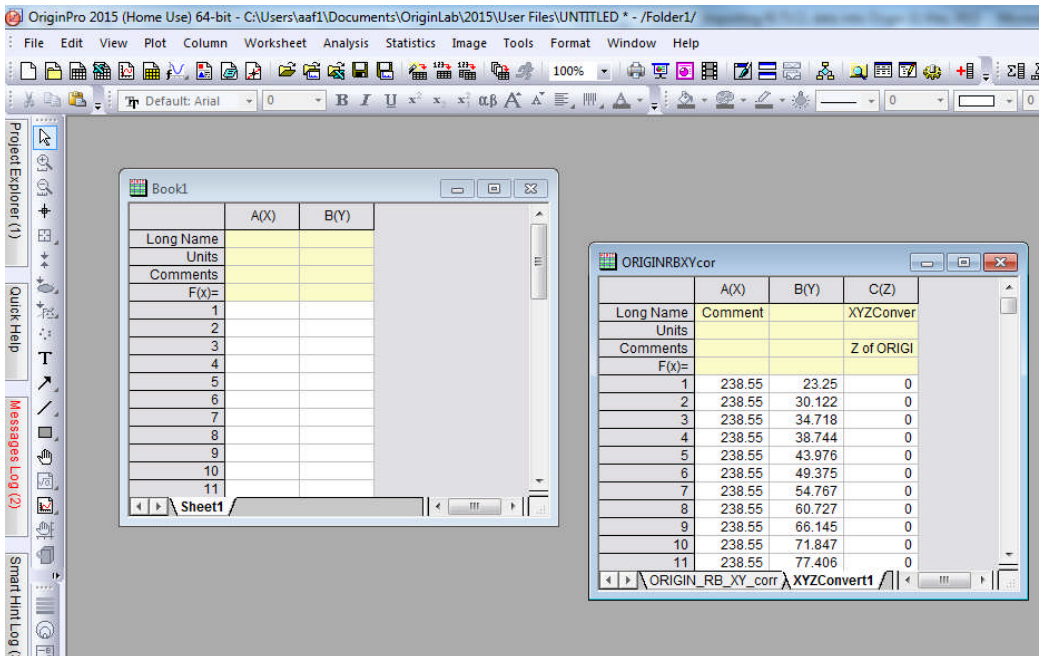 OriginPro 2015 (Home Use) 64-bit - C:\Users\aaf1\Documents\OriginLab\2015\User Files\UNTITLED * - /Folder1/
File Edit View Plot Column Worksheet Analysis Statistics Image Tools Format Window Help
100%
Default: Arial 0 B I U x² x₂ αβ A A A 0 0
Project Explorer (1)
Quick Help
Messages Log (2)
Smart Hint Log (
T
Book1
A(X) B(Y)
Long Name
Units
Comments
F(x)=
1
2
3
4
5
6
7
8
9
10
11
Sheet1
ORIGINRBXYcor
A(X) B(Y) C(Z)
Long Name Comment XYZConver
Units
Comments Z of ORIGI
F(x)=
1 238.55 23.25 0
2 238.55 30.122 0
3 238.55 34.718 0
4 238.55 38.744 0
5 238.55 43.976 0
6 238.55 49.375 0
7 238.55 54.767 0
8 238.55 60.727 0
9 238.55 66.145 0
10 238.55 71.847 0
11 238.55 77.406 0
ORIGIN_RB_XY_corr XYZConvert1